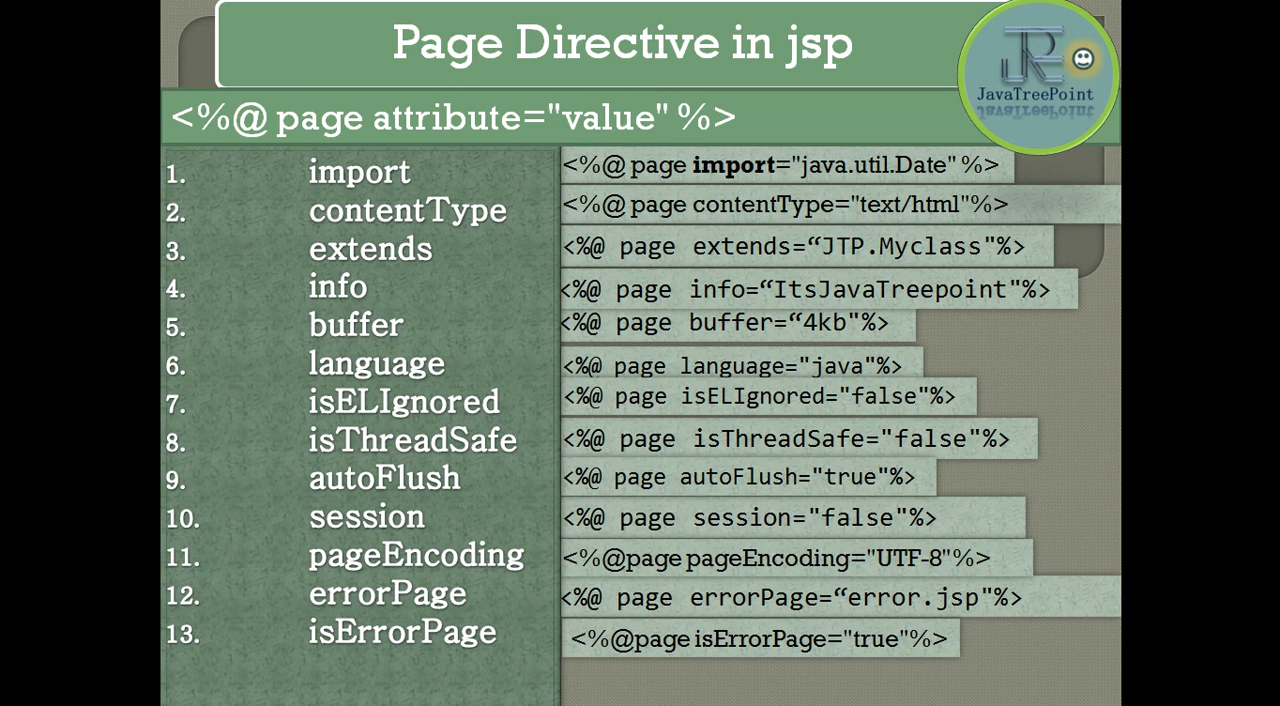 Page Directive in jsp
JavaTreePoint
<%@ page attribute="value" %>
1. import <%@ page import="java.util.Date" %>
2. contentType <%@ page contentType="text/html"%>
3. extends <%@ page extends=“JTP.Myclass"%>
4. info <%@ page info=“ItsJavaTreepoint"%>
5. buffer <%@ page buffer=“4kb"%>
6. language <%@ page language="java"%>
7. isELIgnored <%@ page isELIgnored="false"%>
8. isThreadSafe <%@ page isThreadSafe="false"%>
9. autoFlush <%@ page autoFlush="true"%>
10. session <%@ page session="false"%>
11. pageEncoding <%@page pageEncoding="UTF-8"%>
12. errorPage <%@ page errorPage=“error.jsp"%>
13. isErrorPage <%@page isErrorPage="true"%>